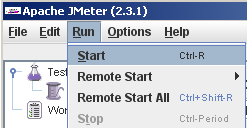 Apache JMeter (2.3.1)
File Edit Run Options Help
Start Ctrl-R
Remote Start
Remote Start All Ctrl+Shift-R
Stop Ctrl-Period